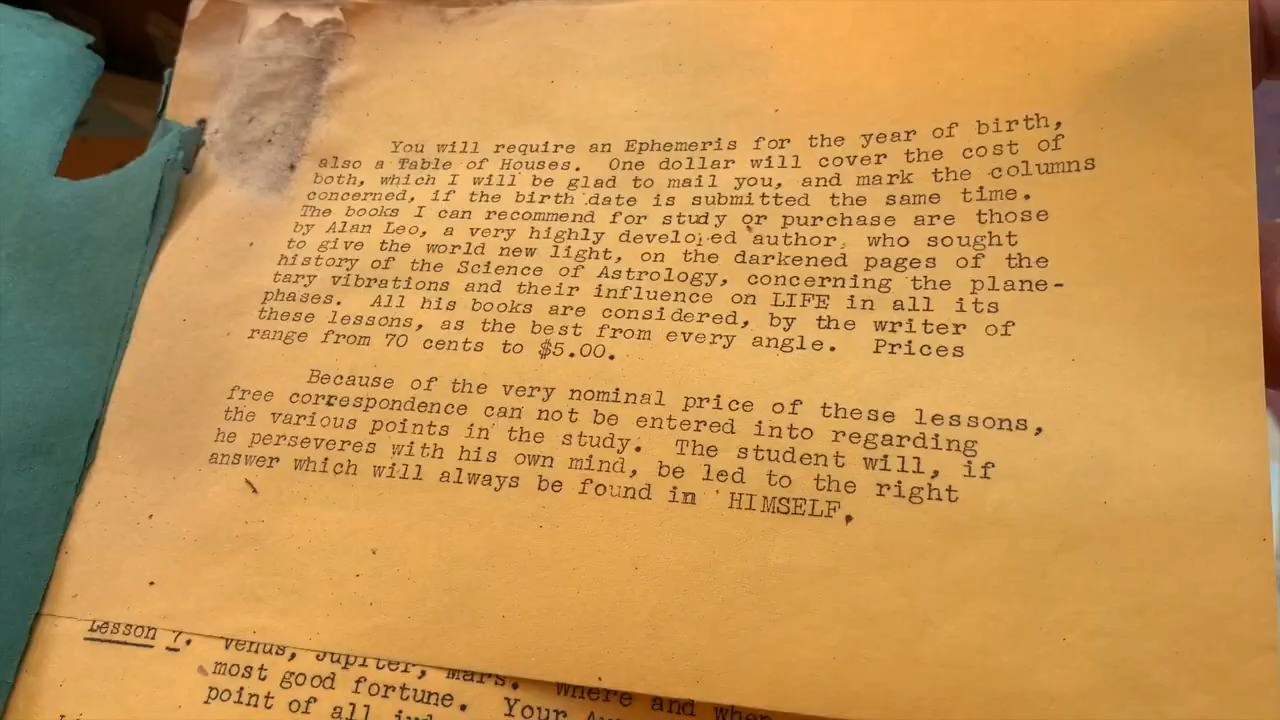 You will require an Ephemeris for the year of birth,
also a Table of Houses. One dollar will cover the cost of
both, which I will be glad to mail you, and mark the columns
concerned, if the birth date is submitted the same time.
The books I can recommend for study or purchase are those
by Alan Leo, a very highly developed author, who sought
to give the world new light, on the darkened pages of the
history of the Science of Astrology, concerning the plane-
tary vibrations and their influence on LIFE in all its
phases. All his books are considered, by the writer of
these lessons, as the best from every angle. Prices
range from 70 cents to $5.00.
Because of the very nominal price of these lessons,
free correspondence can not be entered into regarding
the various points in the study. The student will, if
he perseveres with his own mind, be led to the right
answer which will always be found in HIMSELF.
Lesson 7. Venus, Jupiter, Mars. Where and when
most good fortune. Your
point of all